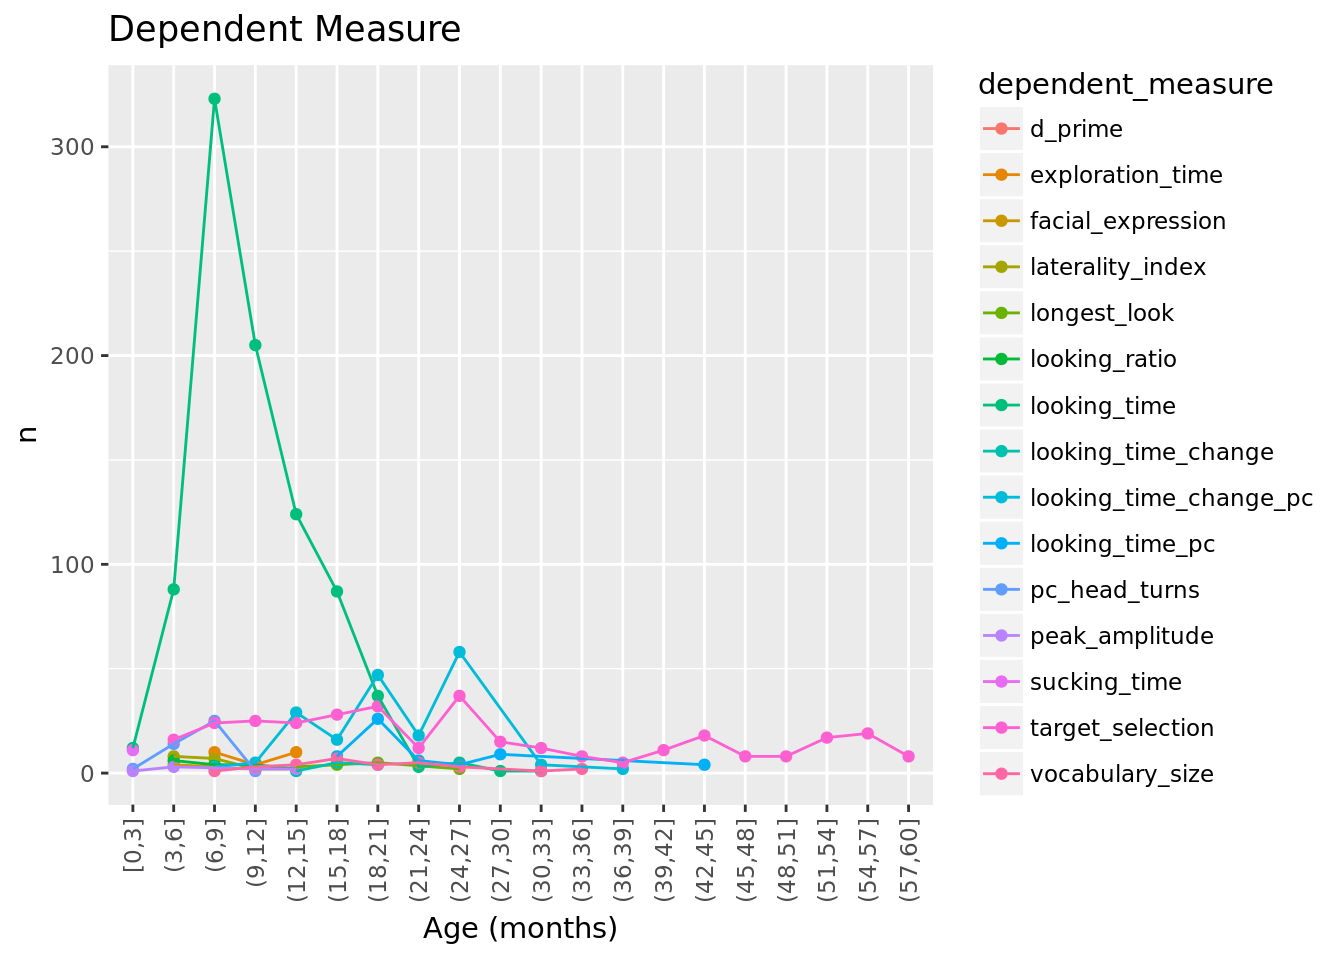 Dependent Measure
n
300
200
100
0
[0,3]
(3,6]
(6,9]
(9,12]
(12,15]
(15,18]
(18,21]
(21,24]
(24,27]
(27,30]
(30,33]
(33,36]
(36,39]
(39,42]
(42,45]
(45,48]
(48,51]
(51,54]
(54,57]
(57,60]
Age (months)
dependent_measure
d_prime
exploration_time
facial_expression
laterality_index
longest_look
looking_ratio
looking_time
looking_time_change
looking_time_change_pc
looking_time_pc
pc_head_turns
peak_amplitude
sucking_time
target_selection
vocabulary_size